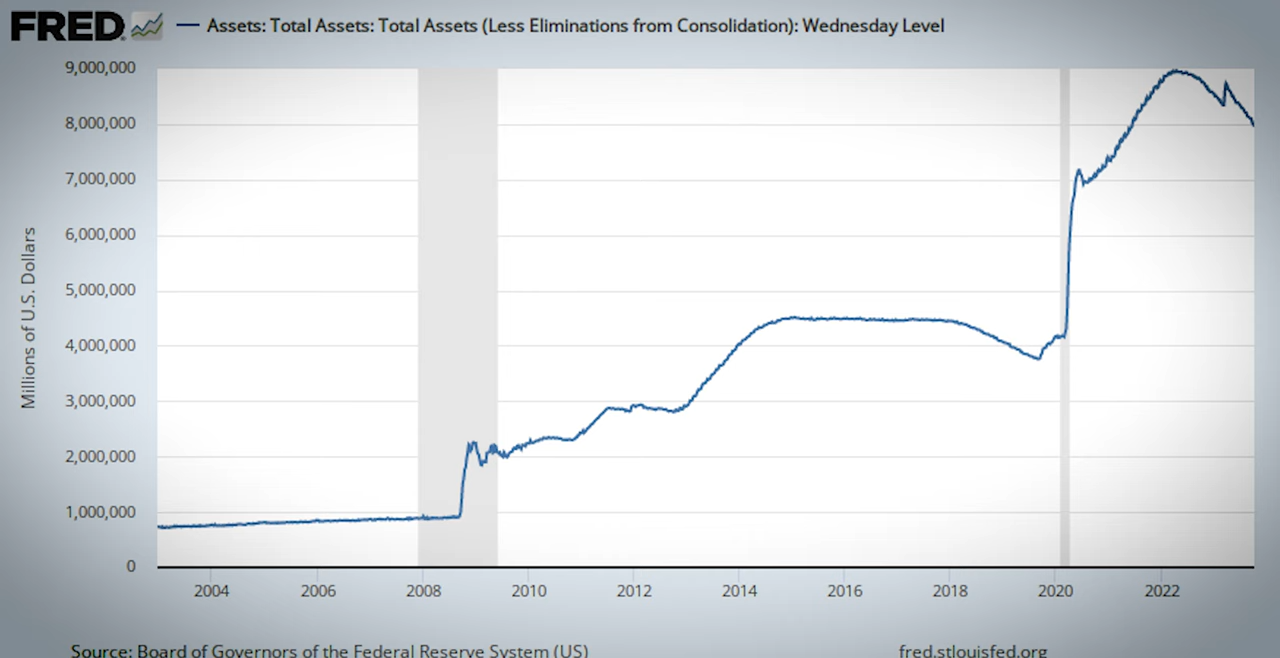 FRED
Assets: Total Assets: Total Assets (Less Eliminations from Consolidation): Wednesday Level
9,000,000
8,000,000
7,000,000
6,000,000
5,000,000
4,000,000
3,000,000
2,000,000
1,000,000
0
Millions of U.S. Dollars
2004 2006 2008 2010 2012 2014 2016 2018 2020 2022
Source: Board of Governors of the Federal Reserve System (US)
fred.stlouisfed.org